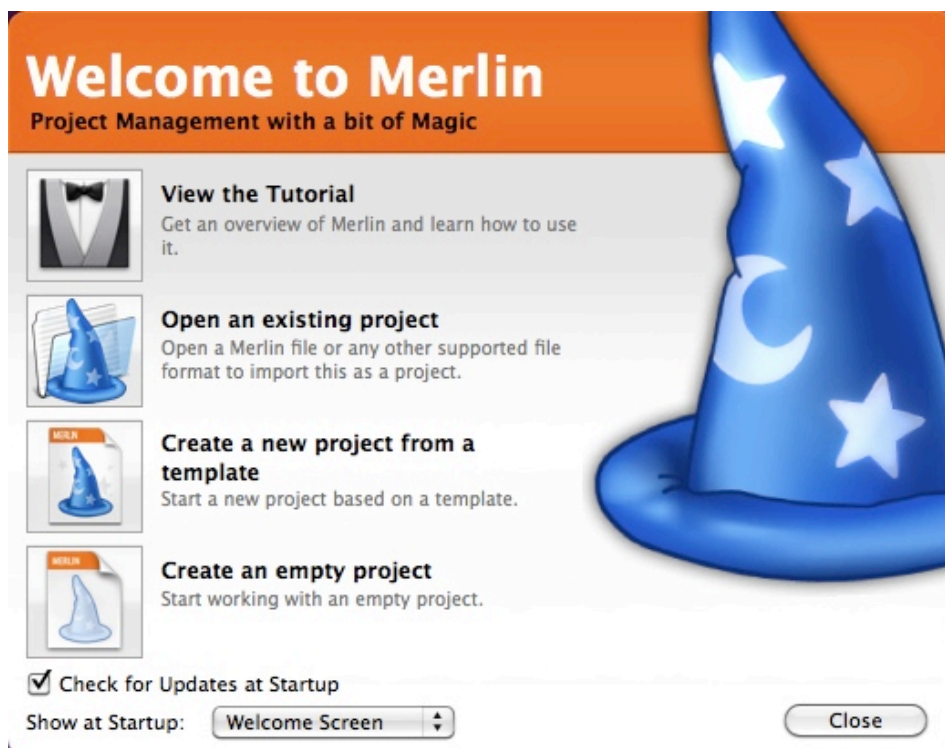 Welcome to Merlin
Project Management with a bit of Magic
View the Tutorial
Get an overview of Merlin and learn how to use
it.
Open an existing project
Open a Merlin file or any other supported file
format to import this as a project.
MERLIN
Create a new project from a
template
Start a new project based on a template.
MERLIN
Create an empty project
Start working with an empty project.
Check for Updates at Startup
Show at Startup: Welcome Screen
Close